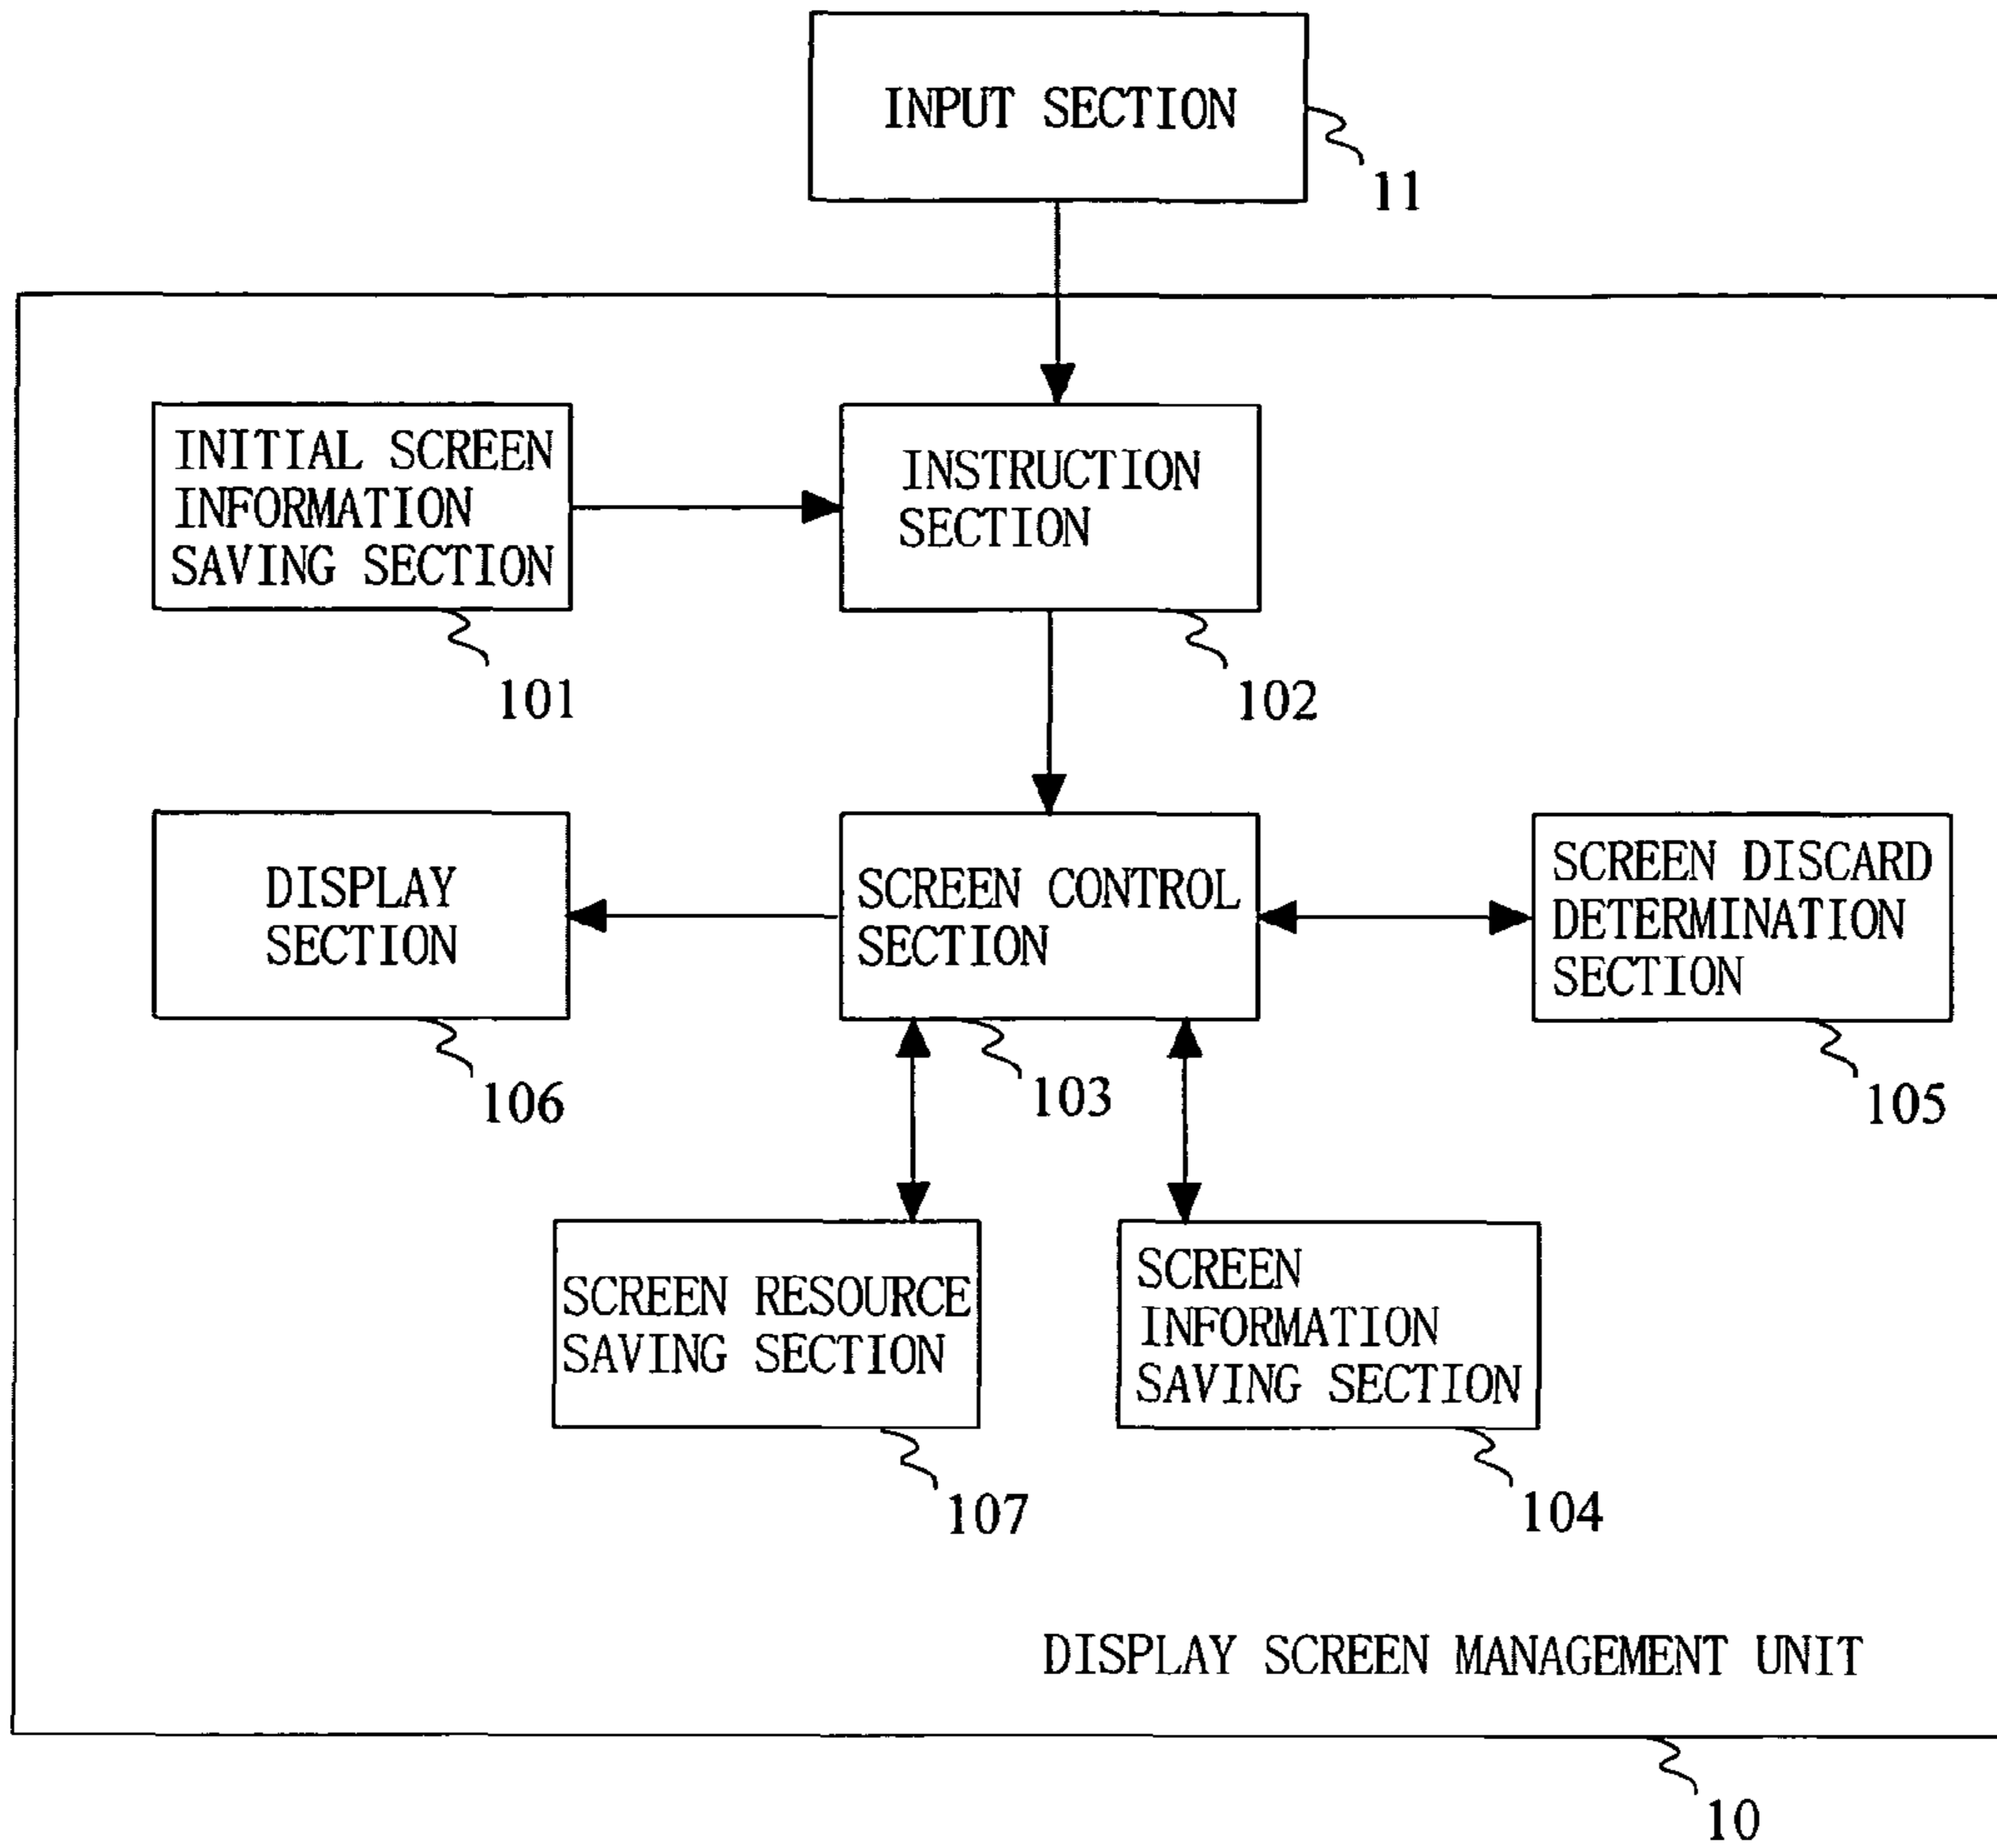 INPUT SECTION
11
INITIAL SCREEN
INFORMATION
SAVING SECTION
101
INSTRUCTION
SECTION
102
DISPLAY
SECTION
106
SCREEN CONTROL
SECTION
103
SCREEN DISCARD
DETERMINATION
SECTION
105
SCREEN RESOURCE
SAVING SECTION
107
SCREEN
INFORMATION
SAVING SECTION
104
DISPLAY SCREEN MANAGEMENT UNIT
10